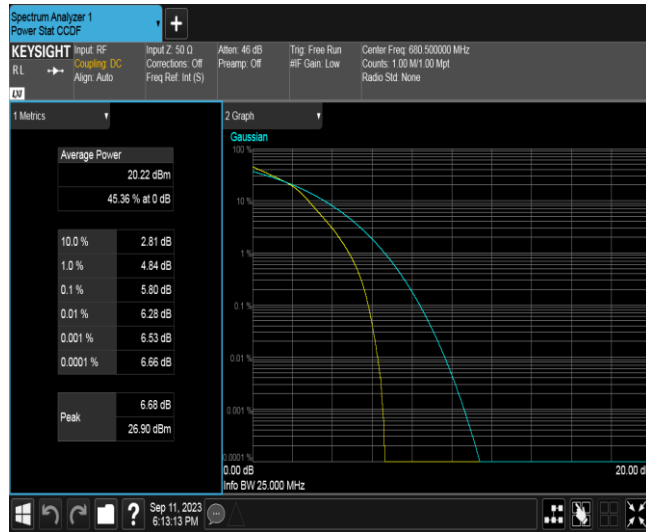 Spectrum Analyzer 1
Power Stat CCDF
+
KEYSIGHT
RL
LXI
Input: RF
Coupling: DC
Align: Auto
Input Z: 50 Ω
Corrections: Off
Freq Ref: Int (S)
Atten: 46 dB
Preamp: Off
Trig: Free Run
#IF Gain: Low
Center Freq: 680.500000 MHz
Counts: 1.00 M/1.00 Mpt
Radio Std: None
1 Metrics
Average Power
20.22 dBm
45.36 % at 0 dB
10.0 % 2.81 dB
1.0 % 4.84 dB
0.1 % 5.80 dB
0.01 % 6.28 dB
0.001 % 6.53 dB
0.0001 % 6.66 dB
Peak
6.68 dB
26.90 dBm
2 Graph
Gaussian
100 %
10 %
1 %
0.1 %
0.01 %
0.001 %
0.0001 %
0.00 dB
20.00 d
Info BW 25.000 MHz
?
Sep 11, 2023
6:13:13 PM